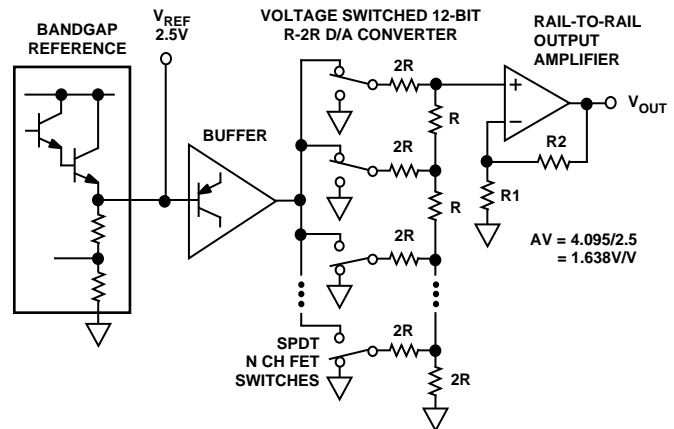 BANDGAP
REFERENCE
VREF
2.5V
BUFFER
VOLTAGE SWITCHED 12-BIT
R-2R D/A CONVERTER
RAIL-TO-RAIL
OUTPUT
AMPLIFIER
2R
R
2R
R
2R
2R
2R
SPDT
N CH FET
SWITCHES
+
−
VOUT
R2
R1
AV = 4.095/2.5
= 1.638V/V